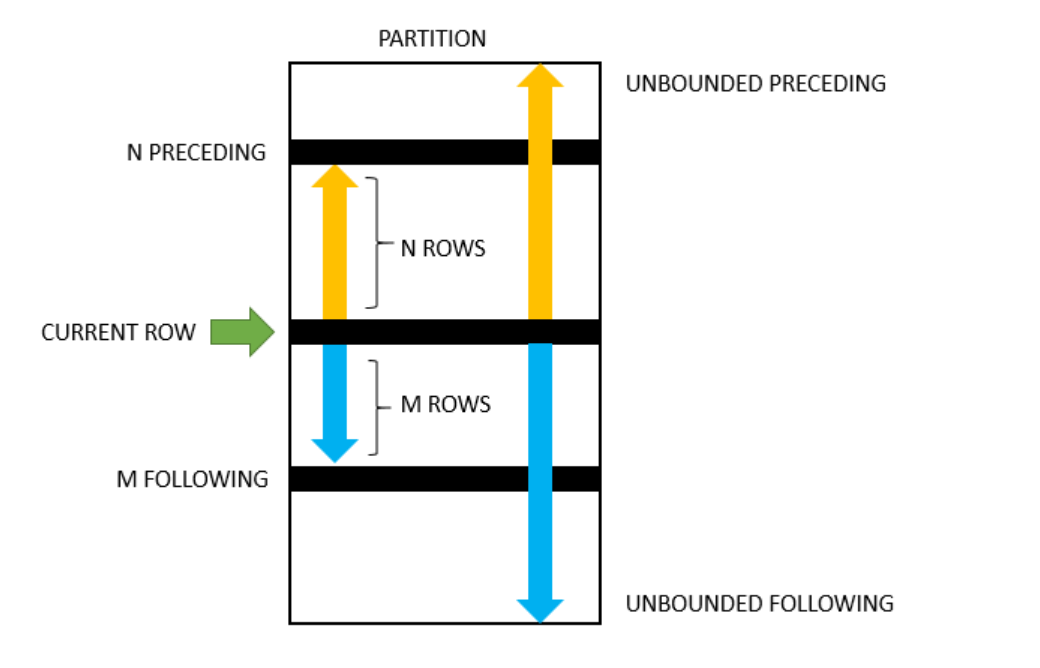 PARTITION
UNBOUNDED PRECEDING
N PRECEDING
N ROWS
CURRENT ROW
M ROWS
M FOLLOWING
UNBOUNDED FOLLOWING